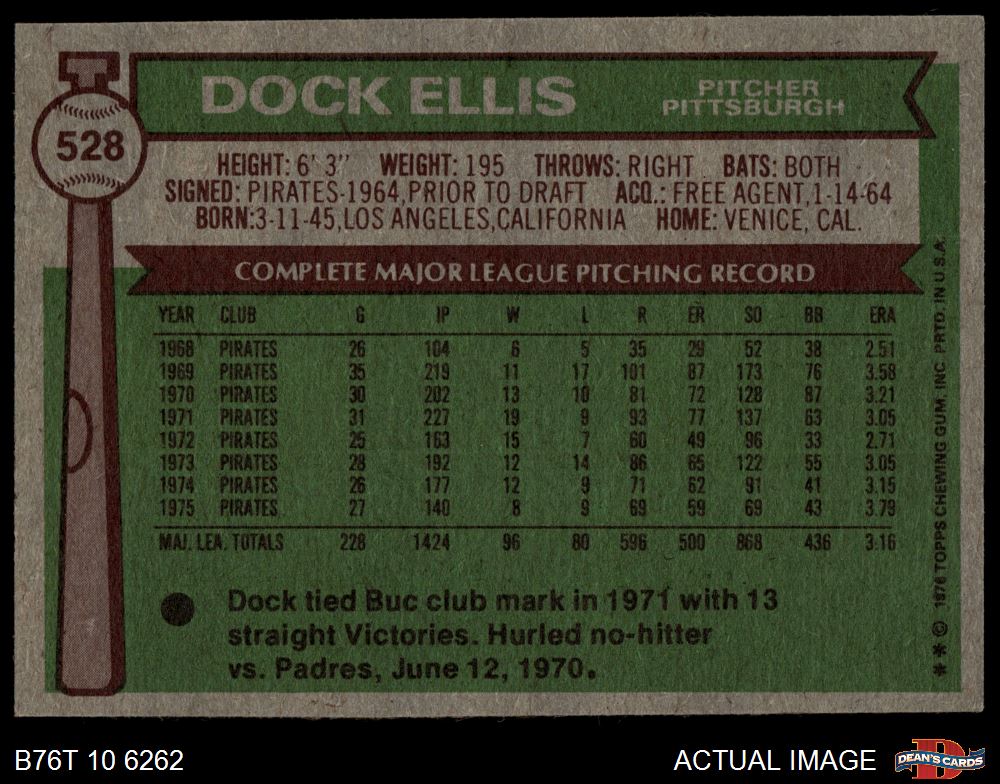 DOCK ELLIS
PITCHER
PITTSBURGH
528
HEIGHT: 6' 3" WEIGHT: 195 THROWS: RIGHT BATS: BOTH
SIGNED: PIRATES-1964, PRIOR TO DRAFT ACQ.: FREE AGENT, 1-14-64
BORN: 3-11-45, LOS ANGELES, CALIFORNIA HOME: VENICE, CAL.
COMPLETE MAJOR LEAGUE PITCHING RECORD
YEAR CLUB G IP W L R ER SO BB ERA
1968 PIRATES 26 104 6 5 35 29 52 38 2.51
1969 PIRATES 35 219 11 17 101 87 173 76 3.58
1970 PIRATES 30 202 13 10 81 72 128 87 3.21
1971 PIRATES 31 227 19 9 93 77 137 63 3.05
1972 PIRATES 25 163 15 7 60 49 96 33 2.71
1973 PIRATES 28 192 12 14 86 65 122 55 3.05
1974 PIRATES 26 177 12 9 71 62 91 41 3.15
1975 PIRATES 27 140 8 9 69 59 69 43 3.79
MAJ. LEA. TOTALS 228 1424 96 80 596 500 868 436 3.16
Dock tied Buc club mark in 1971 with 13
straight Victories. Hurled no-hitter
vs. Padres, June 12, 1970.
* * © 1976 TOPPS CHEWING GUM, INC. PRTD. IN U.S.A.
B76T 10 6262
ACTUAL IMAGE
D
DEAN'S CARDS